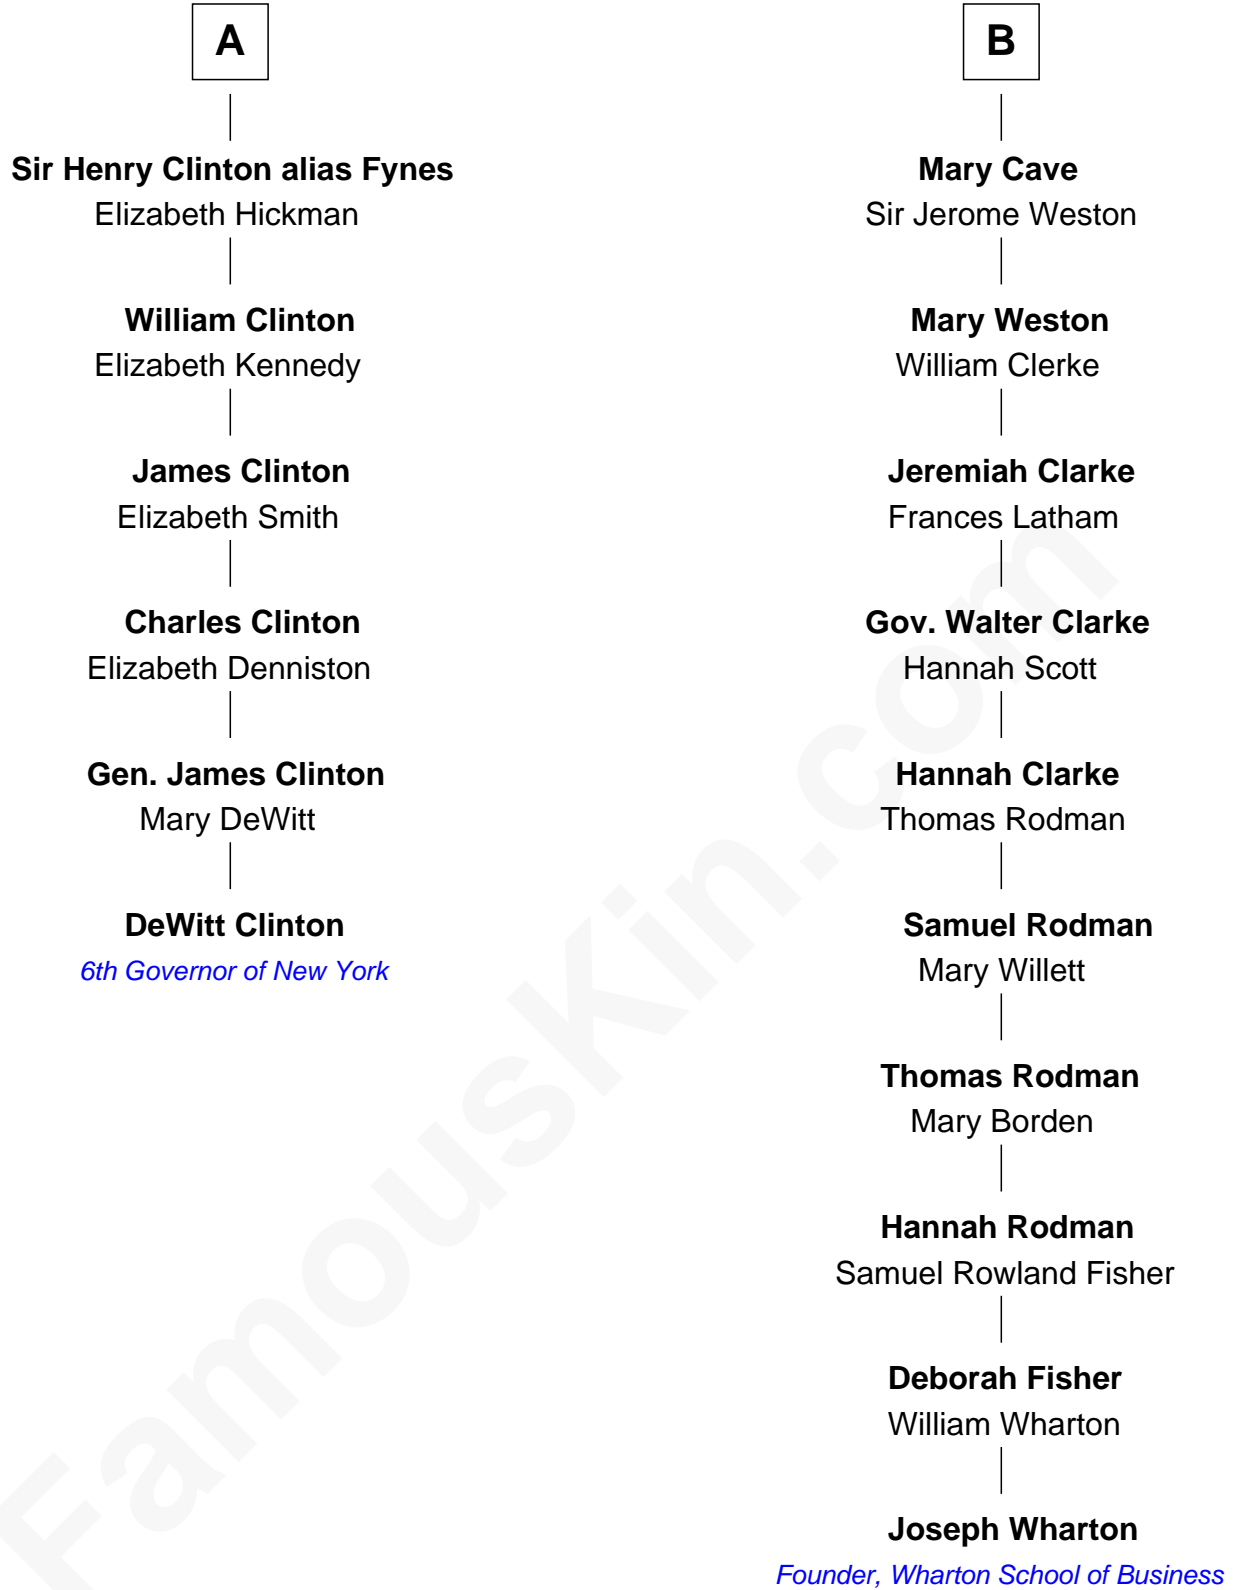 A
Sir Henry Clinton alias Fynes
Elizabeth Hickman
William Clinton
Elizabeth Kennedy
James Clinton
Elizabeth Smith
Charles Clinton
Elizabeth Denniston
Gen. James Clinton
Mary DeWitt
DeWitt Clinton
6th Governor of New York
B
Mary Cave
Sir Jerome Weston
Mary Weston
William Clerke
Jeremiah Clarke
Frances Latham
Gov. Walter Clarke
Hannah Scott
Hannah Clarke
Thomas Rodman
Samuel Rodman
Mary Willett
Thomas Rodman
Mary Borden
Hannah Rodman
Samuel Rowland Fisher
Deborah Fisher
William Wharton
Joseph Wharton
Founder, Wharton School of Business
FamousKin.com